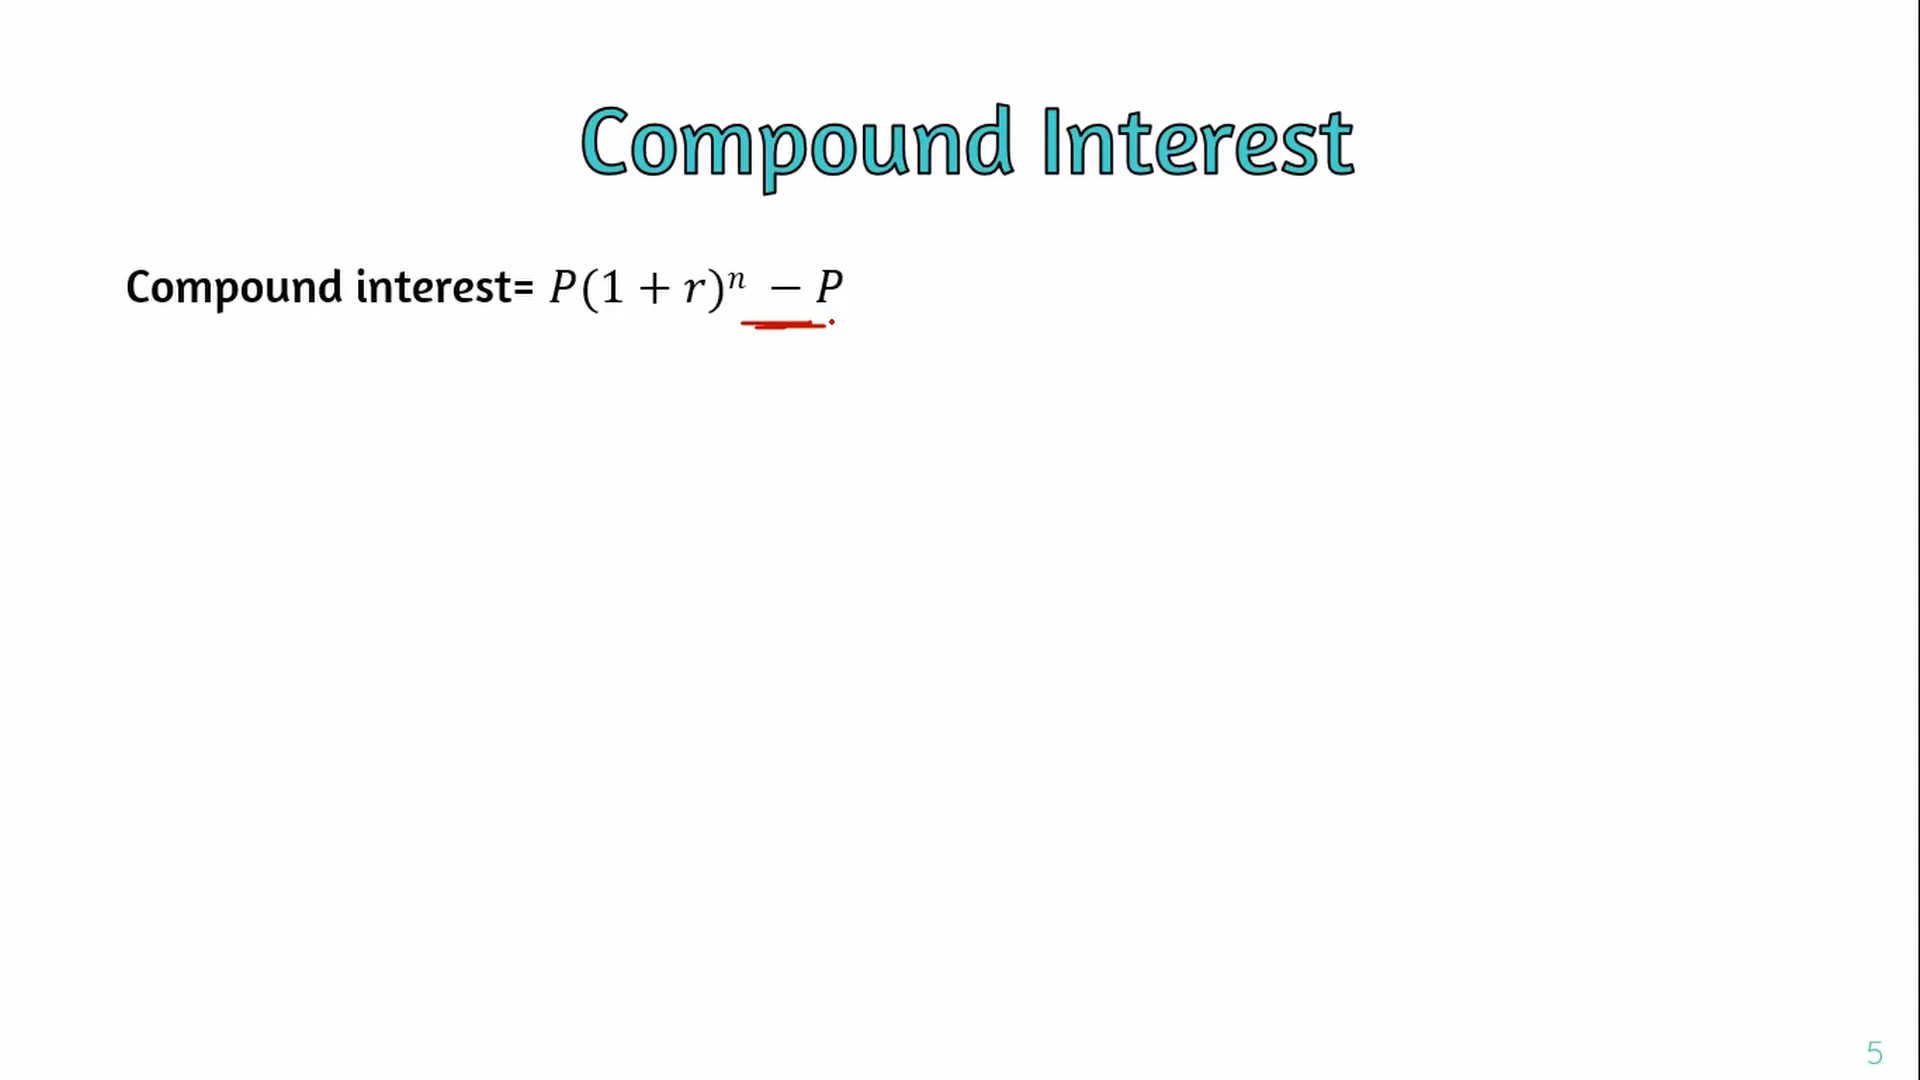 Compound Interest
Compound interest= P(1 + r)ⁿ − P
5